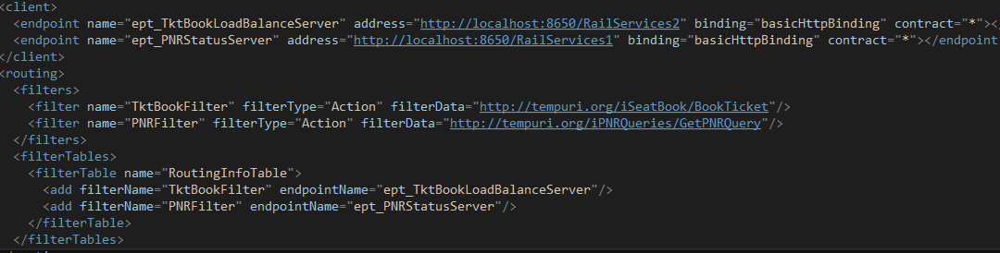 <client>
<endpoint name="ept_TktBookLoadBalanceServer" address="http://localhost:8650/RailServices2" binding="basicHttpBinding" contract="*"></
<endpoint name="ept_PNRStatusServer" address="http://localhost:8650/RailServices1" binding="basicHttpBinding" contract="*"></endpoint
</client>
<routing>
<filters>
<filter name="TktBookFilter" filterType="Action" filterData="http://tempuri.org/iSeatBook/BookTicket"/>
<filter name="PNRFilter" filterType="Action" filterData="http://tempuri.org/iPNRQueries/GetPNRQuery"/>
</filters>
<filterTables>
<filterTable name="RoutingInfoTable">
<add filterName="TktBookFilter" endpointName="ept_TktBookLoadBalanceServer"/>
<add filterName="PNRFilter" endpointName="ept_PNRStatusServer"/>
</filterTable>
</filterTables>